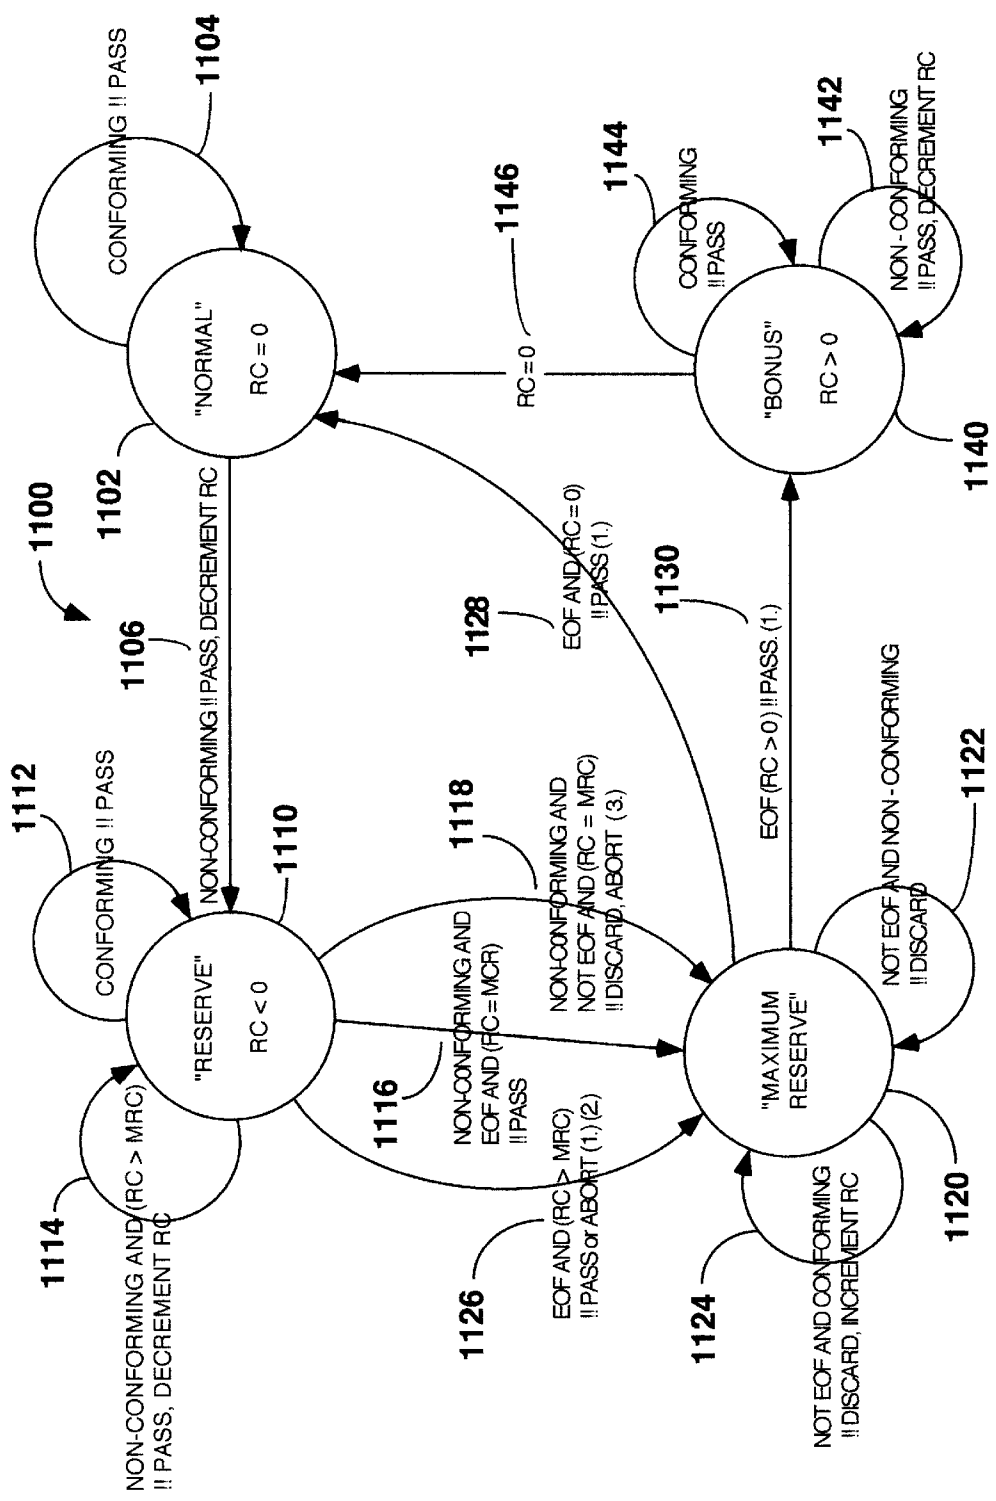 1100
1112
CONFORMING !! PASS
1114
NON-CONFORMING AND (RC > MRC)
!! PASS, DECREMENT RC
"RESERVE"
RC < 0
1110
1106
NON-CONFORMING !! PASS, DECREMENT RC
1102
"NORMAL"
RC = 0
CONFORMING !! PASS
1104
1116
NON-CONFORMING AND
EOF AND (RC = MCR)
!! PASS
1118
NON-CONFORMING AND
NOT EOF AND (RC = MRC)
!! DISCARD, ABORT (3.)
1126
EOF AND (RC > MRC)
!! PASS or ABORT (1.) (2.)
1128
EOF AND (RC = 0)
!! PASS (1.)
RC = 0
1146
1124
NOT EOF AND CONFORMING
!! DISCARD, INCREMENT RC
"MAXIMUM
RESERVE"
1120
NOT EOF AND NON - CONFORMING
!! DISCARD
1122
1130
EOF (RC > 0) !! PASS. (1.)
"BONUS"
RC > 0
1140
1144
CONFORMING
!! PASS
1142
NON - CONFORMING
!! PASS, DECREMENT RC